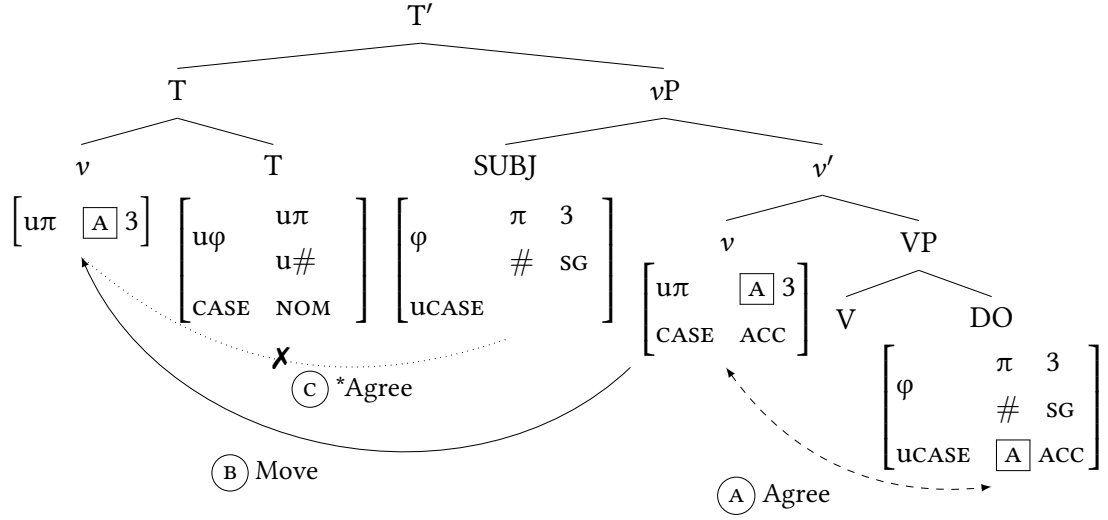 T′
T vP
v T SUBJ v′
uπ A 3 uπ π 3 v VP
uφ φ
u# # SG
uπ A 3 V DO
CASE NOM uCASE
CASE ACC
π 3
φ
✗
C *Agree
# SG
uCASE A ACC
B Move
A Agree